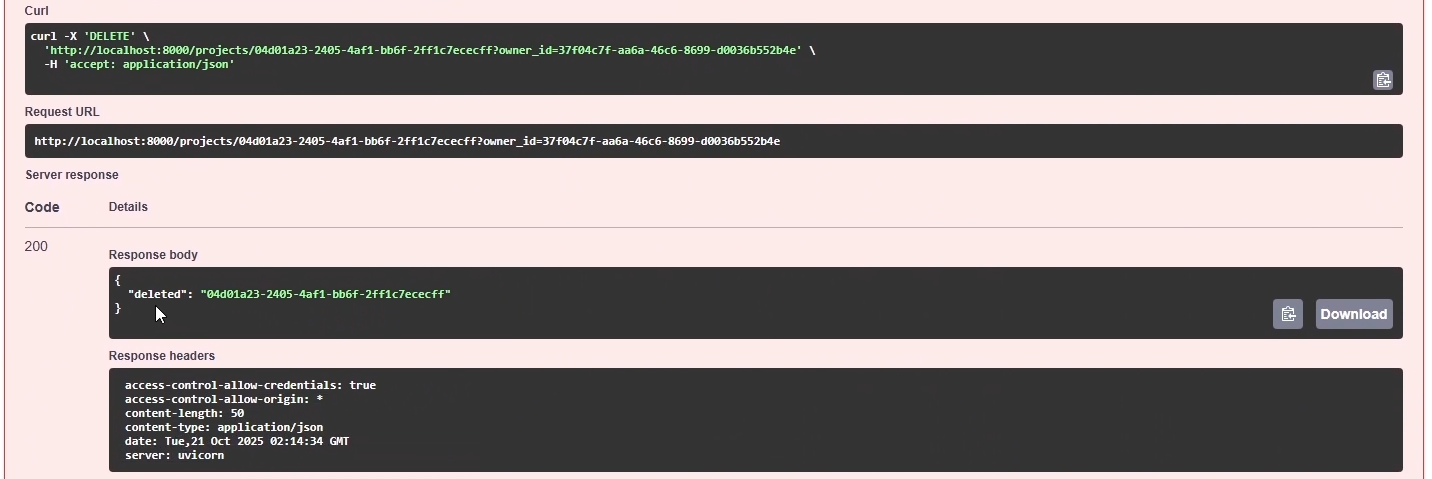 Curl
curl -X 'DELETE' \
'http://localhost:8000/projects/04d01a23-2405-4af1-bb6f-2ff1c7ececff?owner_id=37f04c7f-aa6a-46c6-8699-d0036b552b4e' \
-H 'accept: application/json'
Request URL
http://localhost:8000/projects/04d01a23-2405-4af1-bb6f-2ff1c7ececff?owner_id=37f04c7f-aa6a-46c6-8699-d0036b552b4e
Server response
Code Details
200
Response body
{
"deleted": "04d01a23-2405-4af1-bb6f-2ff1c7ececff"
}
Download
Response headers
access-control-allow-credentials: true
access-control-allow-origin: *
content-length: 50
content-type: application/json
date: Tue,21 Oct 2025 02:14:34 GMT
server: uvicorn